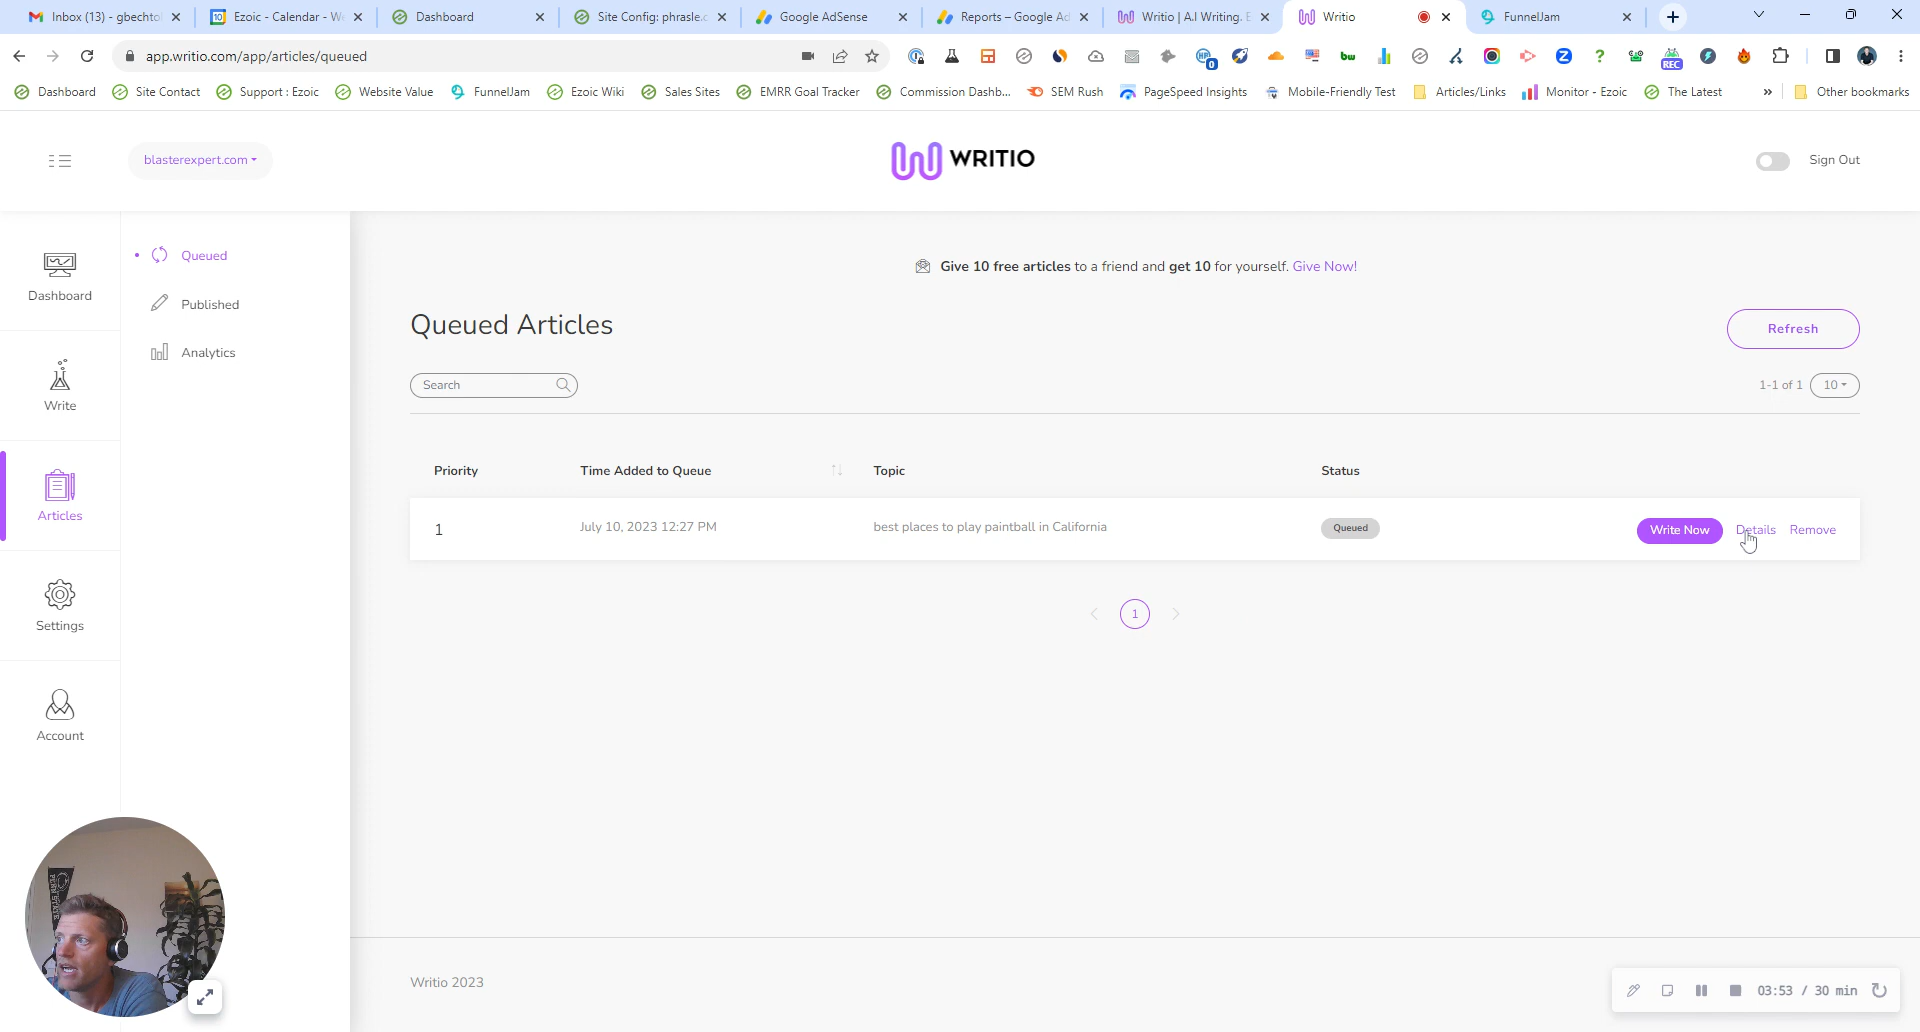 Inbox (13) - gbechto
Ezoic - Calendar - W
Dashboard
Site Config: phrasle.c
Google AdSense
Reports – Google Ad
Writio | A.I Writing. E
Writio
FunnelJam
app.writio.com/app/articles/queued
0
bw
REC
Dashboard
Site Contact
Support : Ezoic
Website Value
FunnelJam
Ezoic Wiki
Sales Sites
EMRR Goal Tracker
Commission Dashb...
SEM Rush
PageSpeed Insights
Mobile-Friendly Test
Articles/Links
Monitor - Ezoic
The Latest
»
Other bookmarks
blasterexpert.com
WRITIO
Sign Out
Dashboard
Write
Articles
Settings
Account
Queued
Published
Analytics
Give 10 free articles to a friend and get 10 for yourself. Give Now!
Queued Articles
Refresh
Search
1-1 of 1
10
Priority
Time Added to Queue
Topic
Status
1
July 10, 2023 12:27 PM
best places to play paintball in California
Queued
Write Now
Details
Remove
1
Writio 2023
03:53 / 30 min